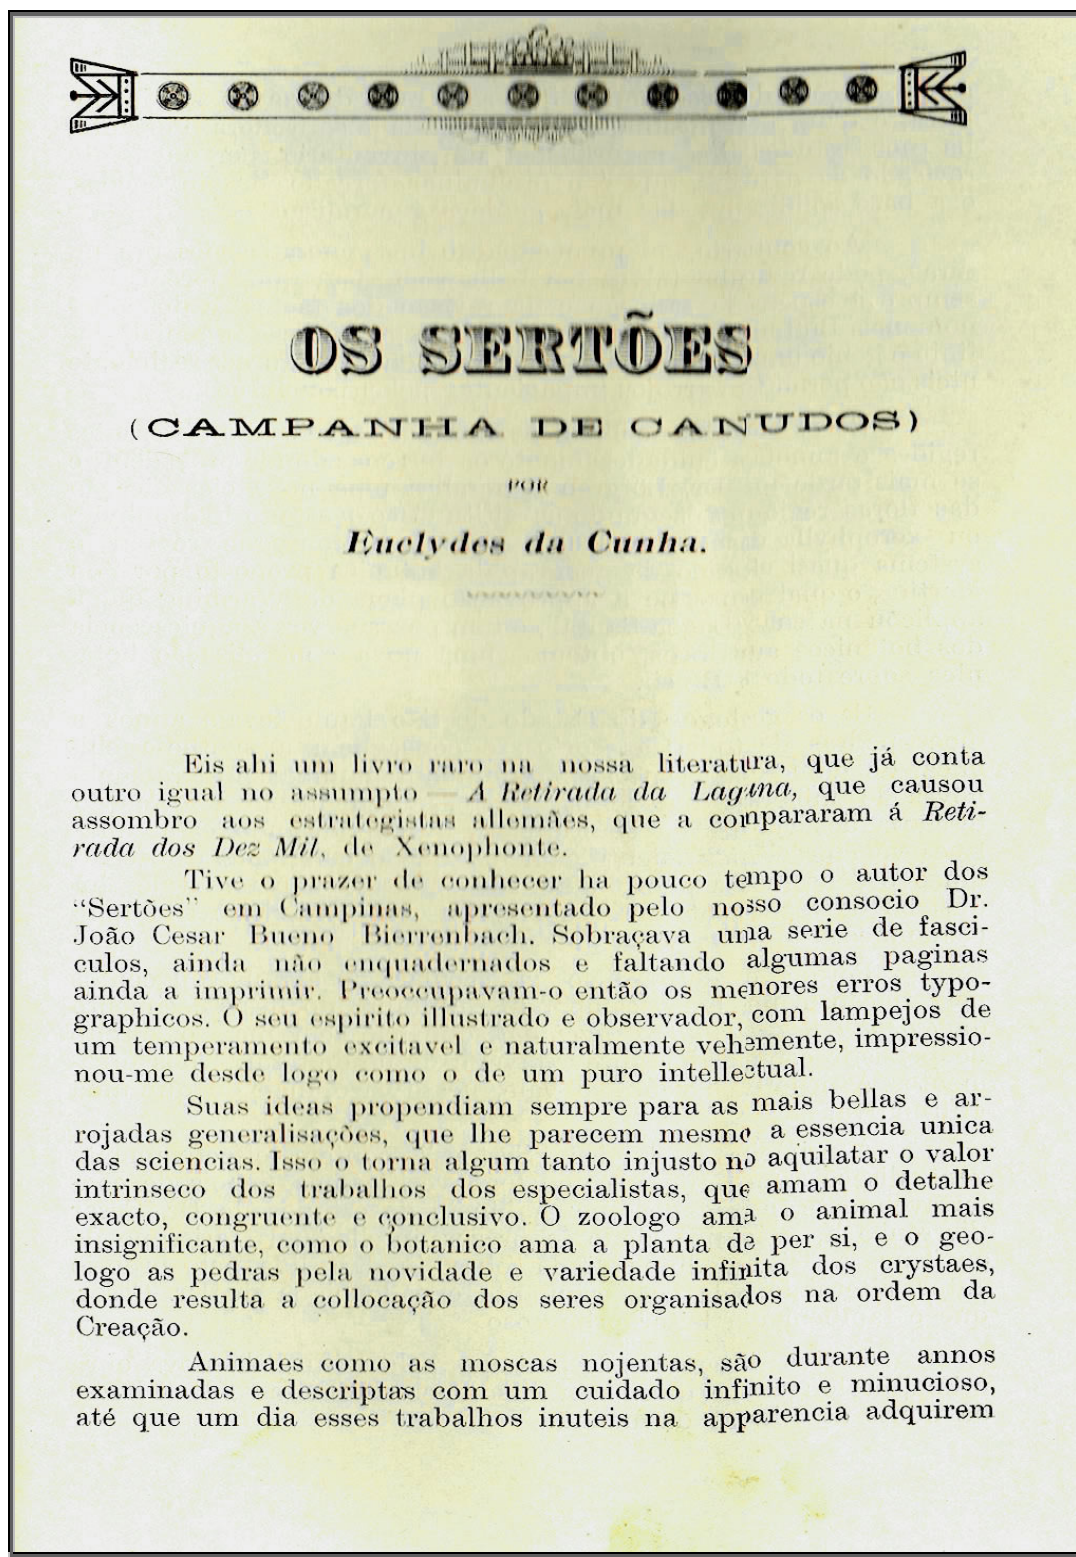 OS SERTÕES
(CAMPANHA DE CANUDOS)
POR
Euclydes da Cunha.
Eis ahi um livro raro na nossa literatura, que já conta
outro igual no assumpto — A Retirada da Laguna, que causou
assombro aos estrategistas allemães, que a compararam á Reti-
rada dos Dez Mil, de Xenophonte.
Tive o prazer de conhecer ha pouco tempo o autor dos
“Sertões” em Campinas, apresentado pelo nosso consocio Dr.
João Cesar Bueno Bierrenbach. Sobraçava uma serie de fasci-
culos, ainda não enquadernados e faltando algumas paginas
ainda a imprimir. Preoccupavam-o então os menores erros typo-
graphicos. O seu espirito illustrado e observador, com lampejos de
um temperamento excitavel e naturalmente vehemente, impressio-
nou-me desde logo como o de um puro intellectual.
Suas ideas propendiam sempre para as mais bellas e ar-
rojadas generalisações, que lhe parecem mesmo a essencia unica
das sciencias. Isso o torna algum tanto injusto no aquilatar o valor
intrinseco dos trabalhos dos especialistas, que amam o detalhe
exacto, congruente e conclusivo. O zoologo ama o animal mais
insignificante, como o botanico ama a planta de per si, e o geo-
logo as pedras pela novidade e variedade infinita dos crystaes,
donde resulta a collocação dos seres organisados na ordem da
Creação.
Animaes como as moscas nojentas, são durante annos
examinadas e descriptas com um cuidado infinito e minucioso,
até que um dia esses trabalhos inuteis na apparencia adquirem